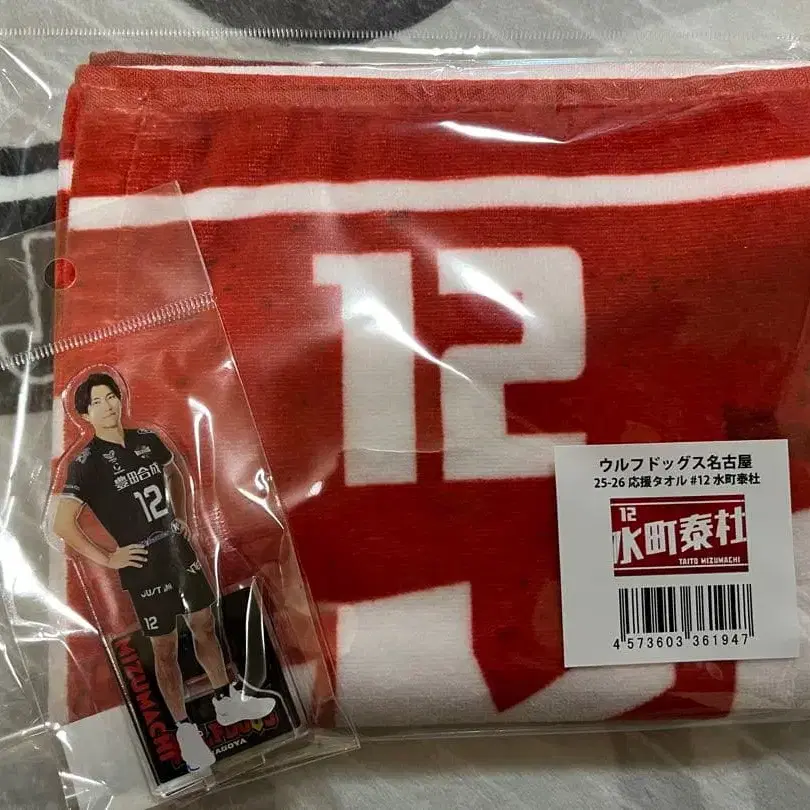 12
ウルフドッグス名古屋
25-26 応援タオル #12 水町泰杜
12
水町泰杜
TAITO MIZUMACHI
4 573603 361947
豊田合成
12
12
MIZUMACHI
NAGOYA